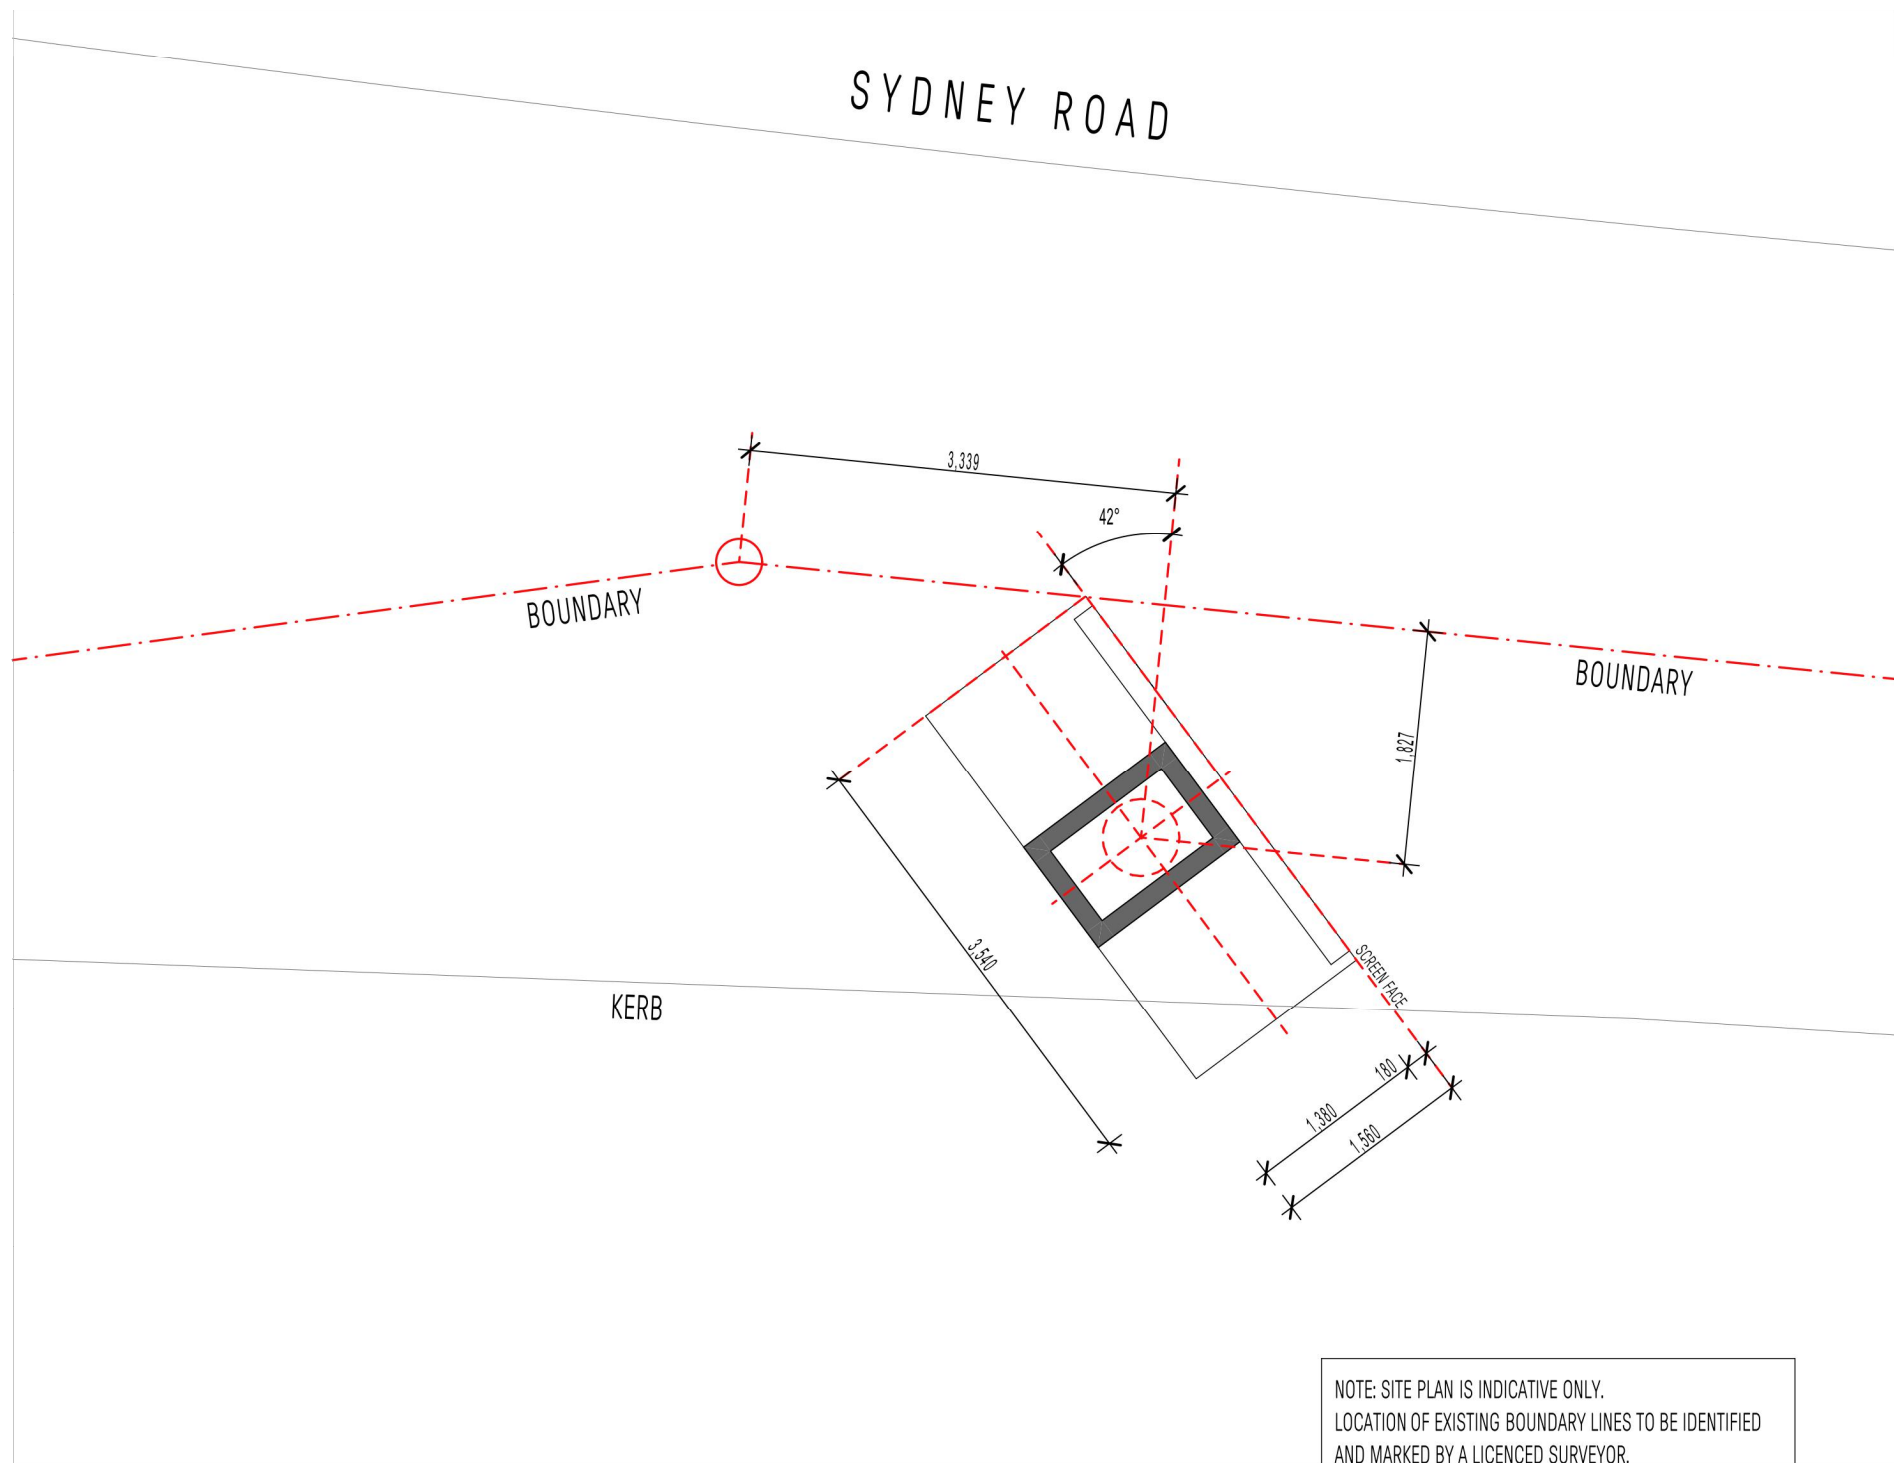 SYDNEY ROAD
3,339
42°
BOUNDARY
BOUNDARY
1,827
3,540
SCREEN FACE
KERB
180
1,380
1,560
NOTE: SITE PLAN IS INDICATIVE ONLY.
LOCATION OF EXISTING BOUNDARY LINES TO BE IDENTIFIED
AND MARKED BY A LICENCED SURVEYOR.